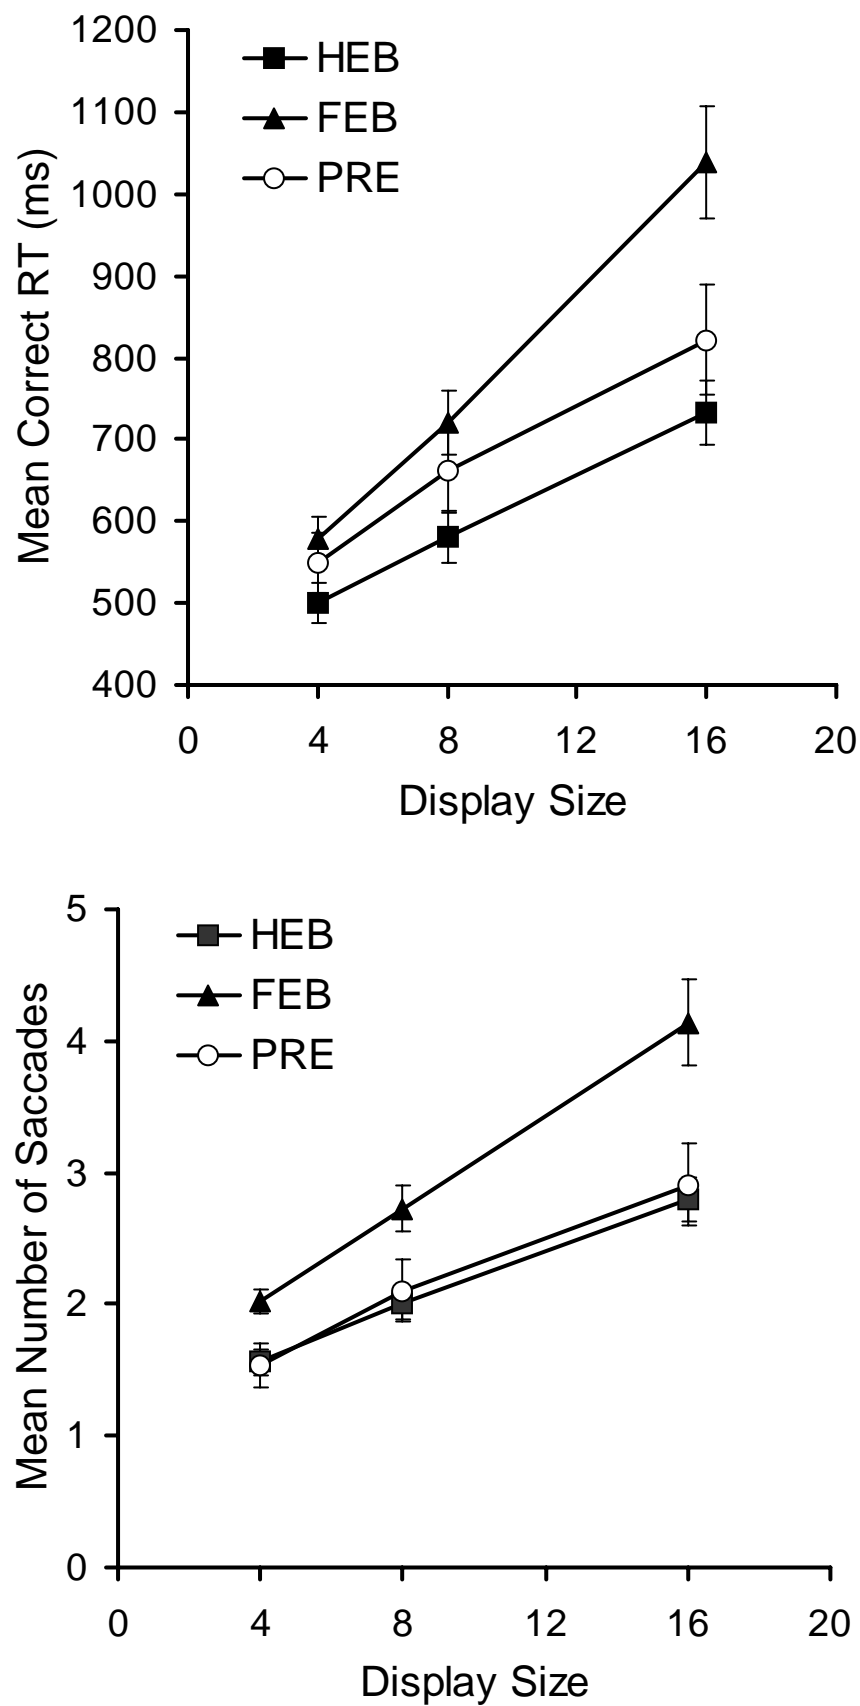 1200
1100
1000
900
800
700
600
500
400
Mean Correct RT (ms)
HEB
FEB
PRE
0 4 8 12 16 20
Display Size
5
4
3
2
1
0
Mean Number of Saccades
HEB
FEB
PRE
0 4 8 12 16 20
Display Size